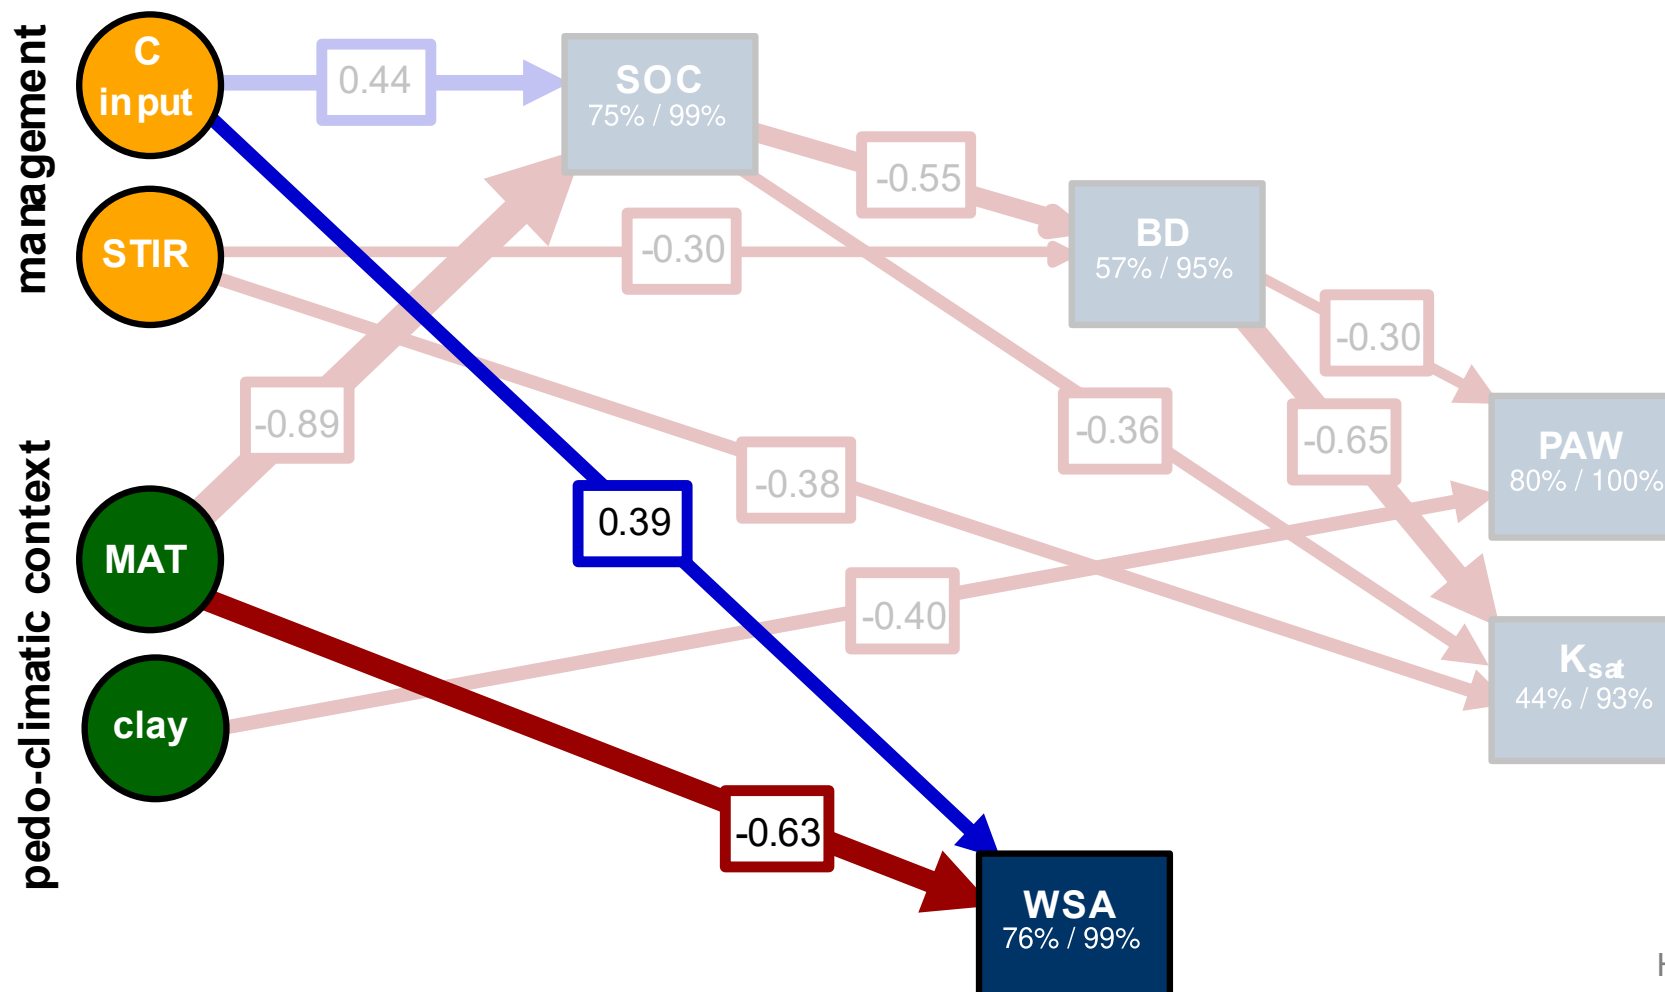 management
pedo-climatic context
C
input
STIR
MAT
clay
0.44
SOC
75% / 99%
-0.55
-0.30
BD
57% / 95%
-0.30
-0.89
-0.36
-0.65
-0.38
PAW
80% / 100%
0.39
-0.40
Ksat
44% / 93%
-0.63
WSA
76% / 99%